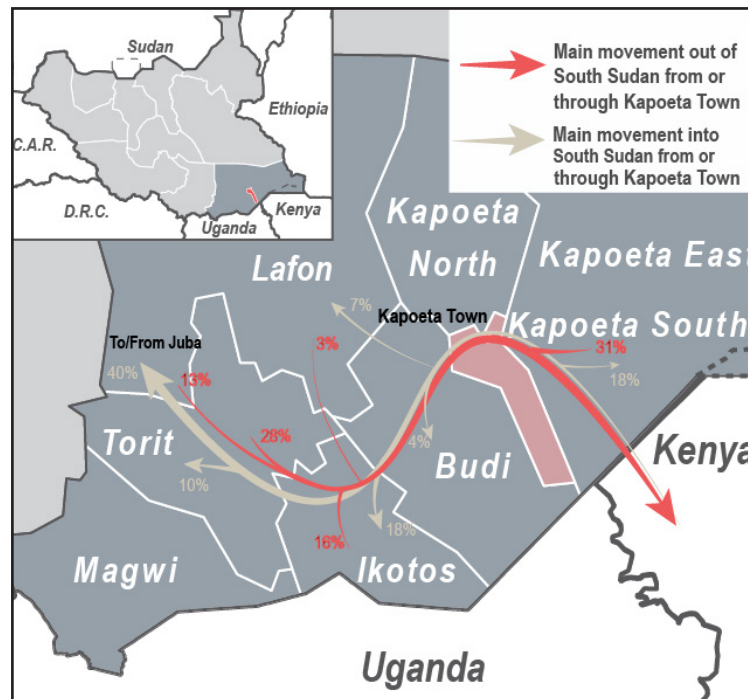 Sudan
Ethiopia
C.A.R.
D.R.C.
Kenya
Uganda
Main movement out of
South Sudan from or
through Kapoeta Town
Main movement into
South Sudan from or
through Kapoeta Town
Kapoeta
North
Kapoeta East
Lafon
7%
Kapoeta Town
Kapoeta South
To/From Juba
3%
31%
40%
13%
18%
28%
4%
Torit
Budi
Kenya
10%
16%
18%
Magwi
Ikotos
Uganda